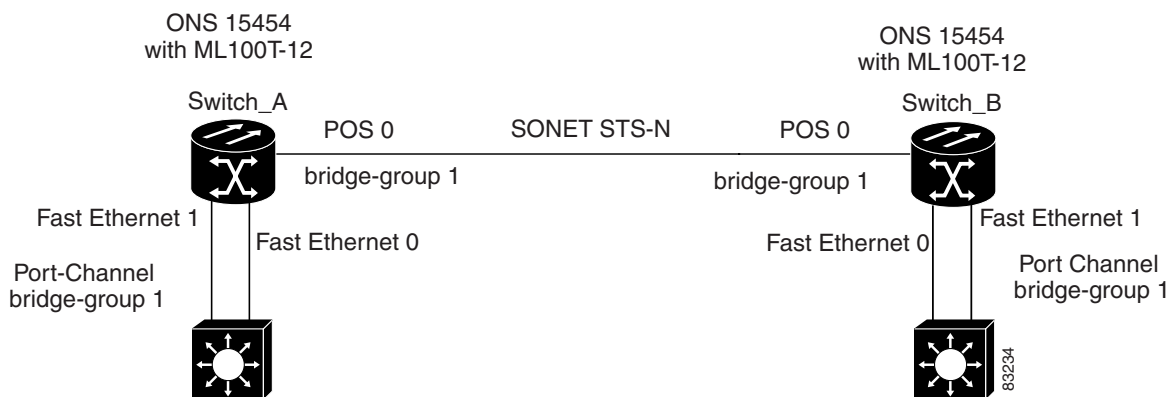 ONS 15454
with ML100T-12
ONS 15454
with ML100T-12
Switch_A
Switch_B
POS 0
SONET STS-N
POS 0
bridge-group 1
bridge-group 1
Fast Ethernet 1
Fast Ethernet 0
Fast Ethernet 0
Fast Ethernet 1
Port-Channel
bridge-group 1
Port Channel
bridge-group 1
83234